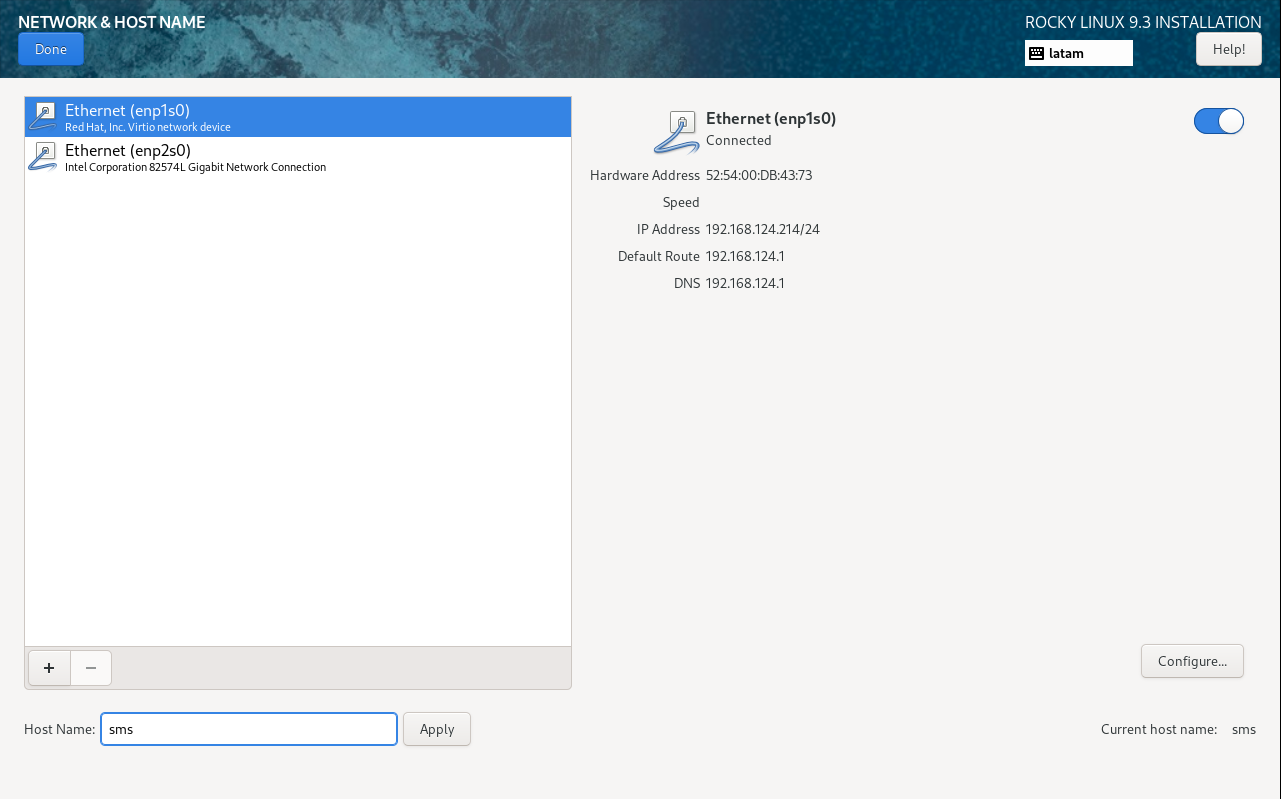 NETWORK & HOST NAME
ROCKY LINUX 9.3 INSTALLATION
Done
latam
Help!
Ethernet (enp1s0)
Red Hat, Inc. Virtio network device
Ethernet (enp2s0)
Intel Corporation 82574L Gigabit Network Connection
Ethernet (enp1s0)
Connected
Hardware Address 52:54:00:DB:43:73
Speed
IP Address 192.168.124.214/24
Default Route 192.168.124.1
DNS 192.168.124.1
+ −
Configure...
Host Name: sms Apply
Current host name: sms